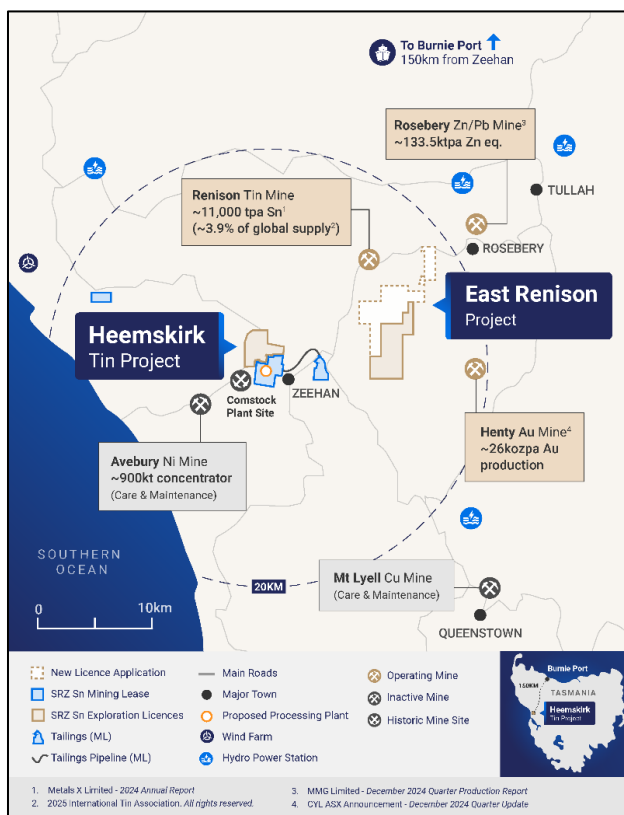 To Burnie Port
150km from Zeehan
Rosebery Zn/Pb Mine³
~133.5ktpa Zn eq.
Renison Tin Mine
~11,000 tpa Sn¹
(~3.9% of global supply²)
TULLAH
ROSEBERY
East Renison
Project
Heemskirk
Tin Project
Comstock
Plant Site
ZEEHAN
Avebury Ni Mine
~900kt concentrator
(Care & Maintenance)
Henty Au Mine⁴
~26kozpa Au
production
SOUTHERN
OCEAN
0 10km
20KM
Mt Lyell Cu Mine
(Care & Maintenance)
QUEENSTOWN
New Licence Application
SRZ Sn Mining Lease
SRZ Sn Exploration Licences
Tailings (ML)
Tailings Pipeline (ML)
Main Roads
Major Town
Proposed Processing Plant
Wind Farm
Hydro Power Station
Operating Mine
Inactive Mine
Historic Mine Site
Burnie Port
150KM
TASMANIA
Heemskirk
Tin Project
1. Metals X Limited - 2024 Annual Report
2. 2025 International Tin Association. All rights reserved.
3. MMG Limited - December 2024 Quarter Production Report
4. CYL ASX Announcement - December 2024 Quarter Update